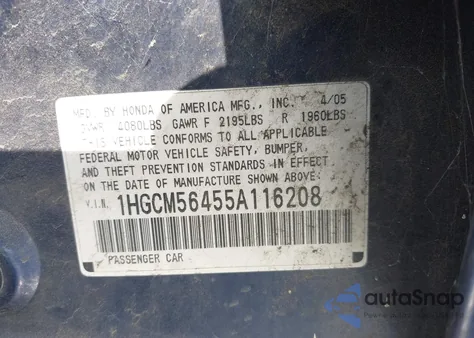 MFD. BY HONDA OF AMERICA MFG., INC. 4/05
GVWR 4080LBS GAWR F 2195LBS R 1960LBS
THIS VEHICLE CONFORMS TO ALL APPLICABLE
FEDERAL MOTOR VEHICLE SAFETY, BUMPER,
AND THEFT PREVENTION STANDARDS IN EFFECT
ON THE DATE OF MANUFACTURE SHOWN ABOVE.
V.I.N. 1HGCM56455A116208
PASSENGER CAR
autoSnap